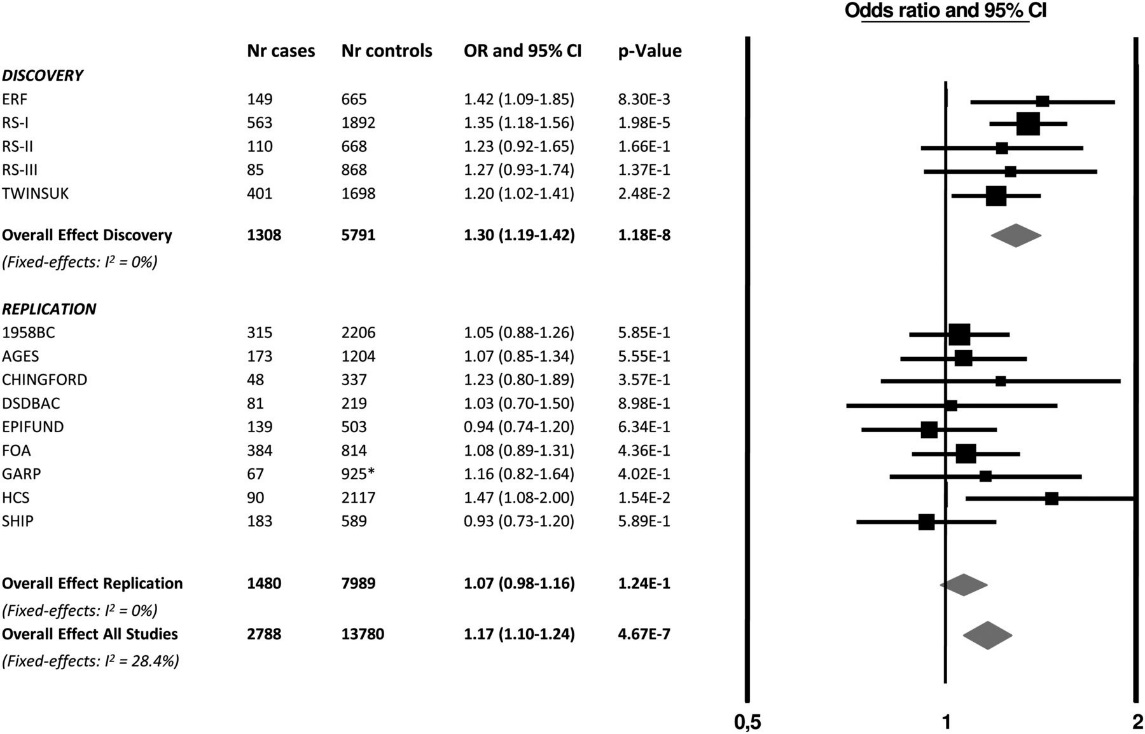 Odds ratio and 95% CI
Nr cases Nr controls OR and 95% CI p-Value
DISCOVERY
ERF 149 665 1.42 (1.09-1.85) 8.30E-3
RS-I 563 1892 1.35 (1.18-1.56) 1.98E-5
RS-II 110 668 1.23 (0.92-1.65) 1.66E-1
RS-III 85 868 1.27 (0.93-1.74) 1.37E-1
TWINSUK 401 1698 1.20 (1.02-1.41) 2.48E-2
Overall Effect Discovery 1308 5791 1.30 (1.19-1.42) 1.18E-8
(Fixed-effects: I² = 0%)
REPLICATION
1958BC 315 2206 1.05 (0.88-1.26) 5.85E-1
AGES 173 1204 1.07 (0.85-1.34) 5.55E-1
CHINGFORD 48 337 1.23 (0.80-1.89) 3.57E-1
DSDBAC 81 219 1.03 (0.70-1.50) 8.98E-1
EPIFUND 139 503 0.94 (0.74-1.20) 6.34E-1
FOA 384 814 1.08 (0.89-1.31) 4.36E-1
GARP 67 925* 1.16 (0.82-1.64) 4.02E-1
HCS 90 2117 1.47 (1.08-2.00) 1.54E-2
SHIP 183 589 0.93 (0.73-1.20) 5.89E-1
Overall Effect Replication 1480 7989 1.07 (0.98-1.16) 1.24E-1
(Fixed-effects: I² = 0%)
Overall Effect All Studies 2788 13780 1.17 (1.10-1.24) 4.67E-7
(Fixed-effects: I² = 28.4%)
0,5 1 2